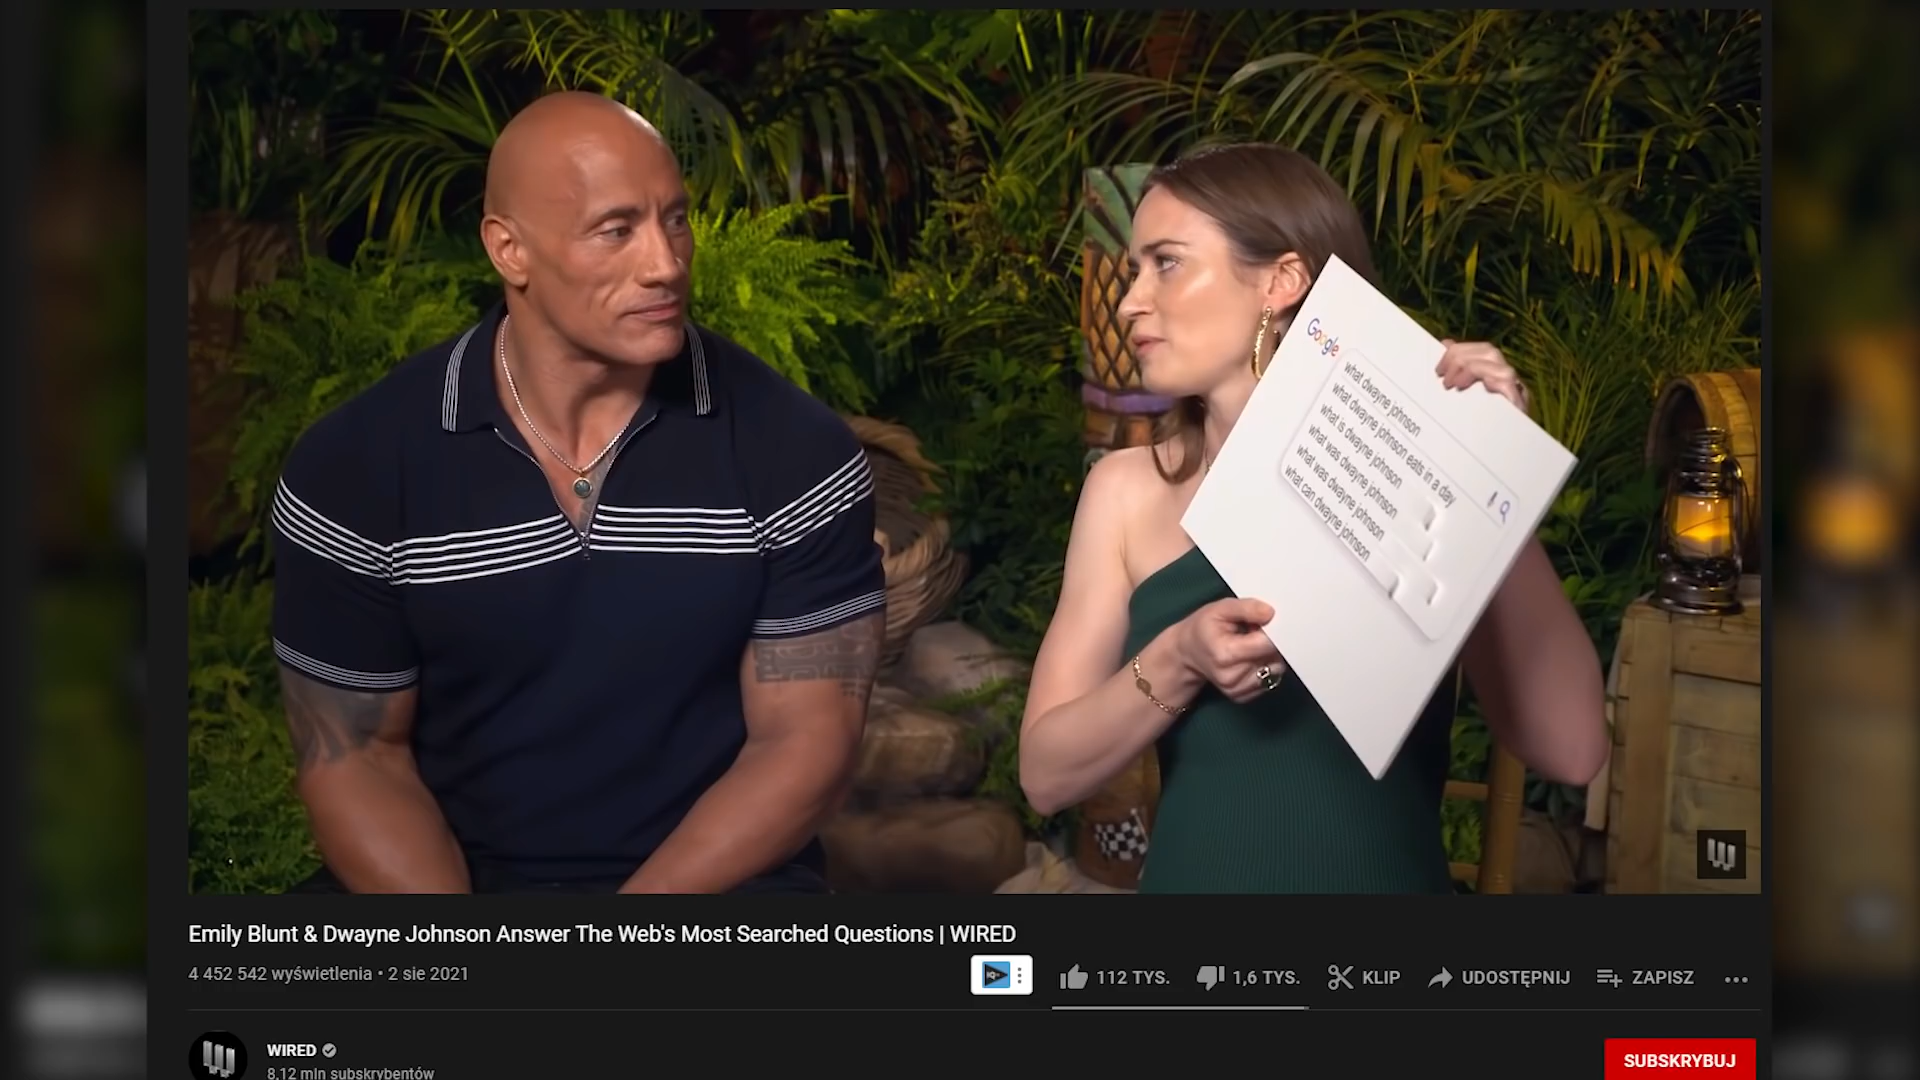 Google
what dwayne johnson
what dwayne johnson eats in a day
what is dwayne johnson
what was dwayne johnson
what was dwayne johnson
what can dwayne johnson
Emily Blunt & Dwayne Johnson Answer The Web's Most Searched Questions | WIRED
4 452 542 wyświetlenia • 2 sie 2021
112 TYS. 1,6 TYS. KLIP UDOSTĘPNIJ ZAPISZ
WIRED
8,12 mln subskrybentów
SUBSKRYBUJ